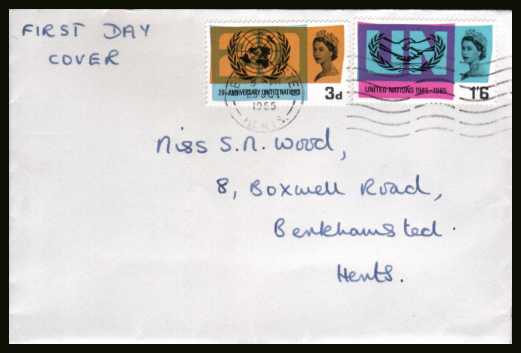 FIRST DAY
COVER
20TH ANNIVERSARY UNITED NATIONS
3d
UNITED NATIONS 1945-1965
1'6
1965
HERTS.
Miss S.M. Wood,
8, Boxwell Road,
Berkhamsted.
Herts.